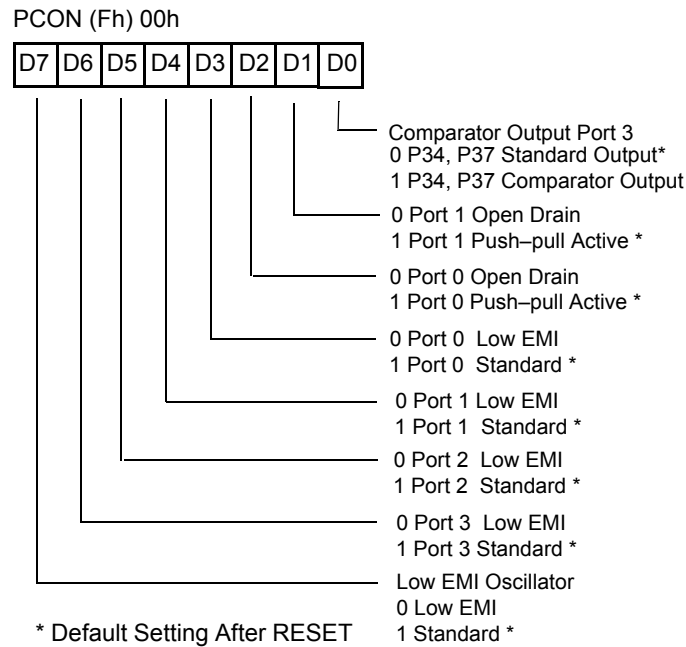 PCON (Fh) 00h
D7 D6 D5 D4 D3 D2 D1 D0
Comparator Output Port 3
0 P34, P37 Standard Output*
1 P34, P37 Comparator Output
0 Port 1 Open Drain
1 Port 1 Push–pull Active *
0 Port 0 Open Drain
1 Port 0 Push–pull Active *
0 Port 0 Low EMI
1 Port 0 Standard *
0 Port 1 Low EMI
1 Port 1 Standard *
0 Port 2 Low EMI
1 Port 2 Standard *
0 Port 3 Low EMI
1 Port 3 Standard *
Low EMI Oscillator
0 Low EMI
1 Standard *
* Default Setting After RESET